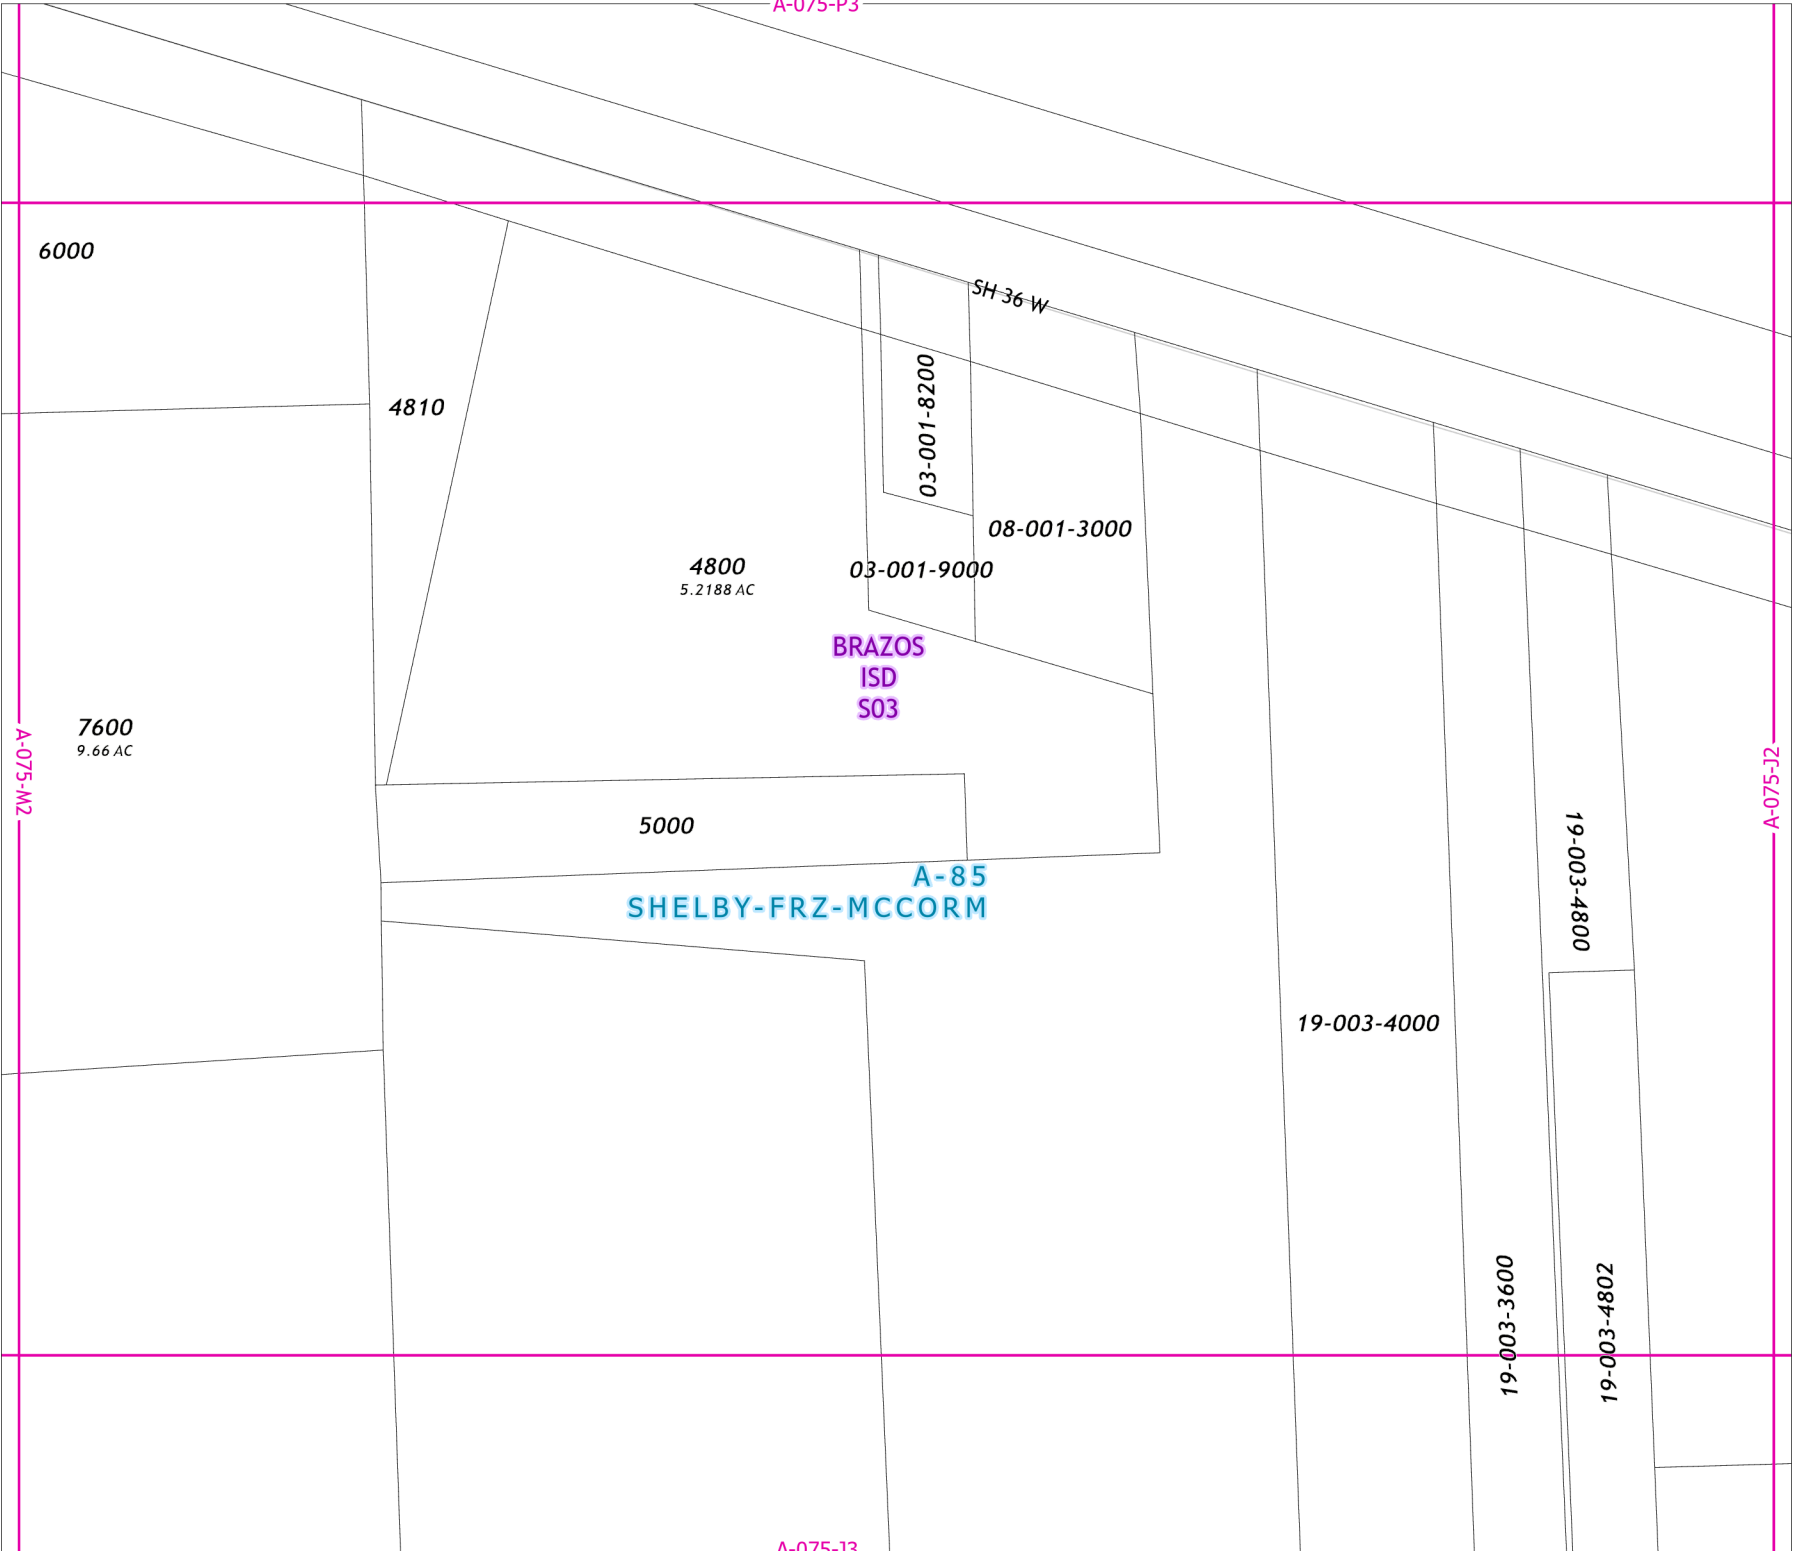 A-075-P3
6000
SH 36 W
4810
03-001-8200
08-001-3000
4800
5.2188 AC
03-001-9000
BRAZOS
ISD
S03
7600
9.66 AC
A-075-M2
A-075-J2
5000
A-85
SHELBY-FRZ-MCCORM
19-003-4800
19-003-4000
19-003-3600
19-003-4802
A-075-J3